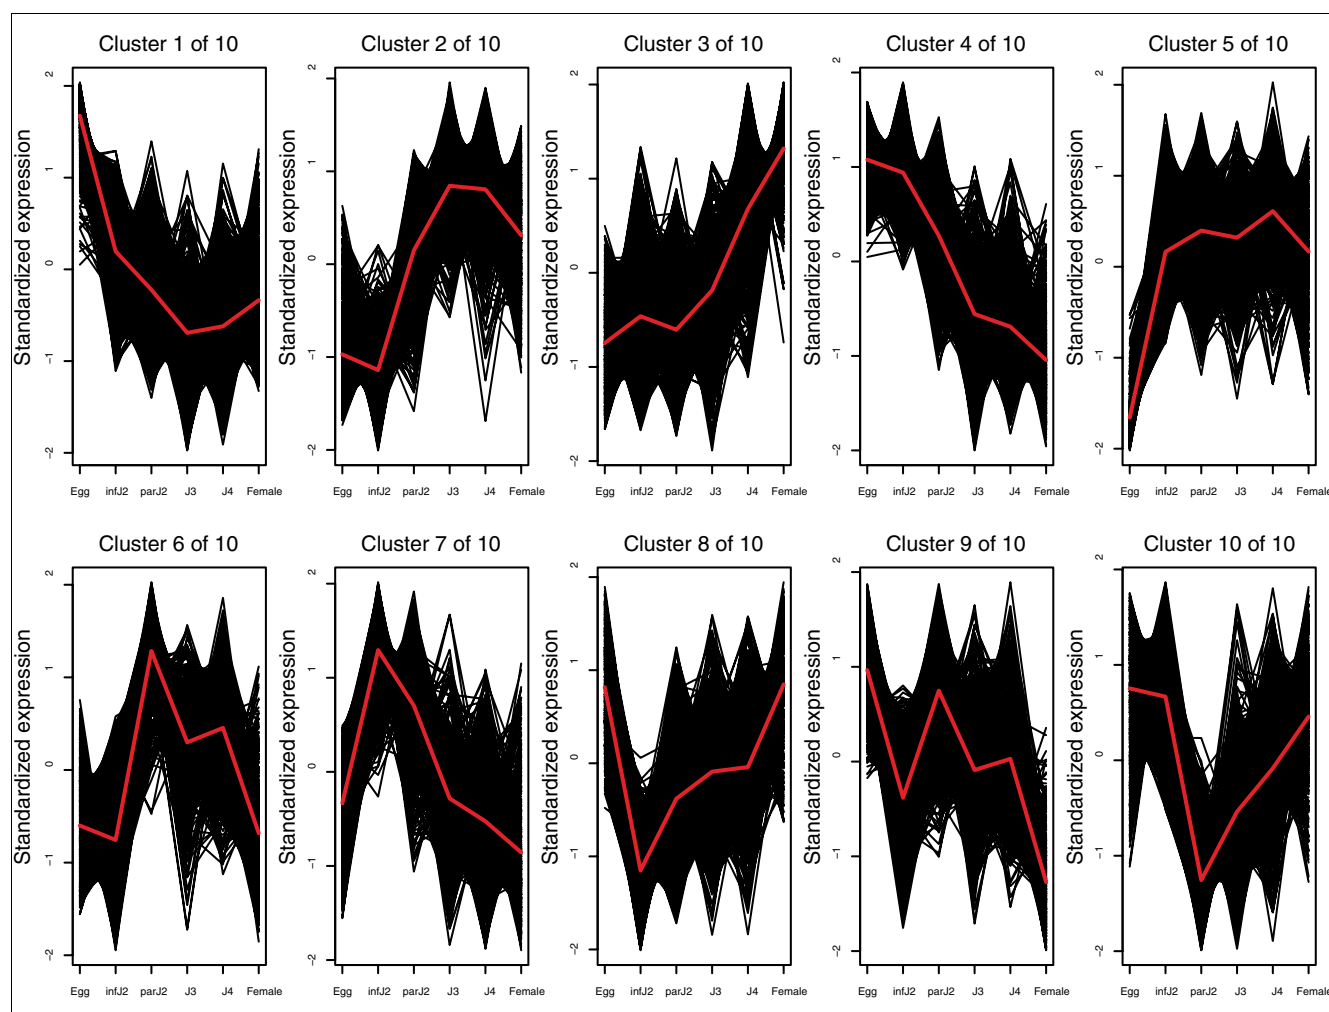 Cluster 1 of 10
Cluster 2 of 10
Cluster 3 of 10
Cluster 4 of 10
Cluster 5 of 10
Standardized expression
2
1
0
-1
-2
Egg infJ2 parJ2 J3 J4 Female
Standardized expression
2
1
0
-1
-2
Egg infJ2 parJ2 J3 J4 Female
Standardized expression
2
1
0
-1
-2
Egg infJ2 parJ2 J3 J4 Female
Standardized expression
2
1
0
-1
-2
Egg infJ2 parJ2 J3 J4 Female
Standardized expression
2
1
0
-1
-2
Egg infJ2 parJ2 J3 J4 Female
Cluster 6 of 10
Cluster 7 of 10
Cluster 8 of 10
Cluster 9 of 10
Cluster 10 of 10
Standardized expression
2
1
0
-1
-2
Egg infJ2 parJ2 J3 J4 Female
Standardized expression
2
1
0
-1
-2
Egg infJ2 parJ2 J3 J4 Female
Standardized expression
2
1
0
-1
-2
Egg infJ2 parJ2 J3 J4 Female
Standardized expression
2
1
0
-1
-2
Egg infJ2 parJ2 J3 J4 Female
Standardized expression
2
1
0
-1
-2
Egg infJ2 parJ2 J3 J4 Female